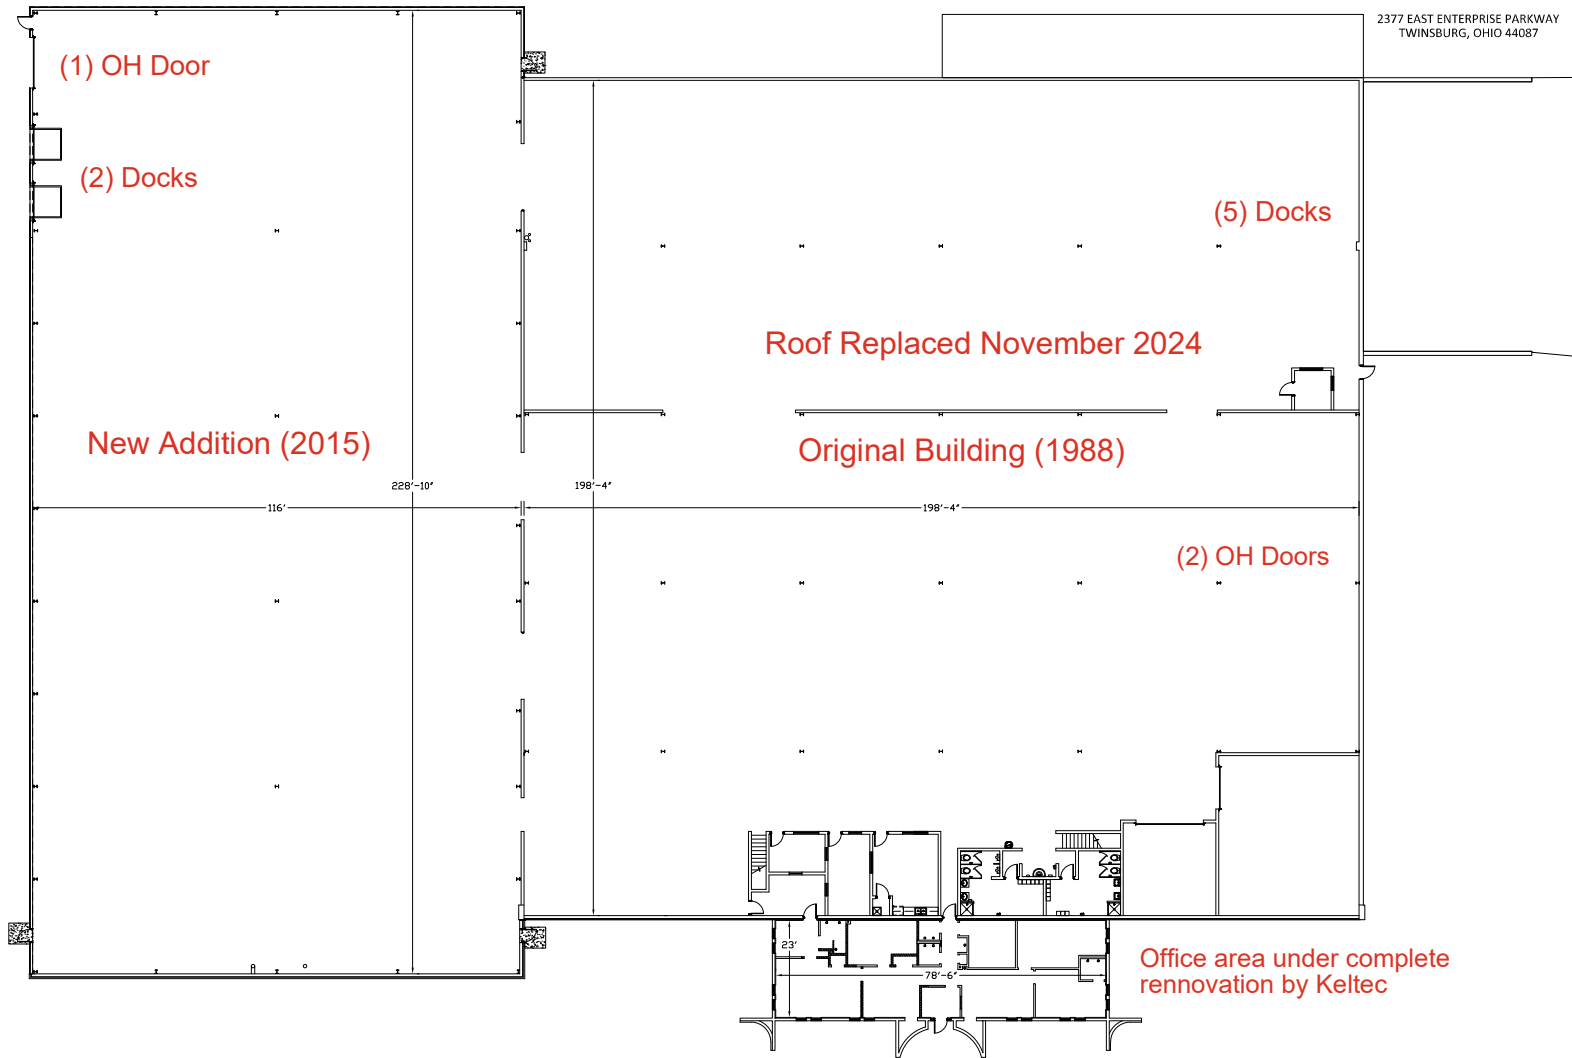 2377 EAST ENTERPRISE PARKWAY
TWINSBURG, OHIO 44087
(1) OH Door
(2) Docks
(5) Docks
Roof Replaced November 2024
New Addition (2015)
Original Building (1988)
228'-10"
198'-4"
116'
198'-4"
(2) OH Doors
23'
78'-6"
Office area under complete
rennovation by Keltec